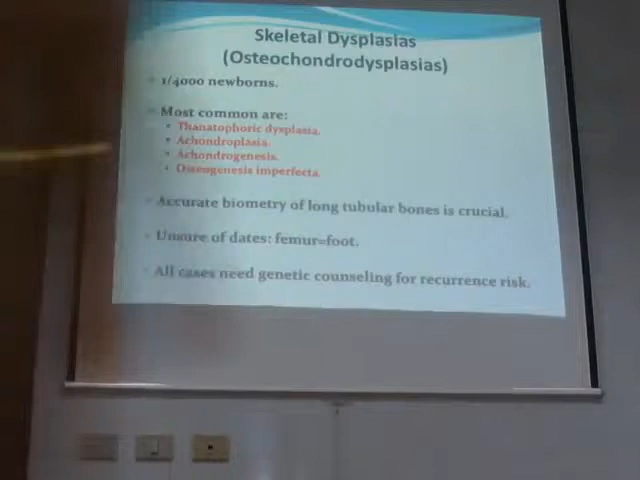 Skeletal Dysplasias
(Osteochondrodysplasias)
1/4000 newborns.
Most common are:
Thanatophoric dysplasia.
Achondroplasia.
Achondrogenesis.
Osteogenesis imperfecta.
Accurate biometry of long tubular bones is crucial.
Unsure of dates: femur=foot.
All cases need genetic counseling for recurrence risk.